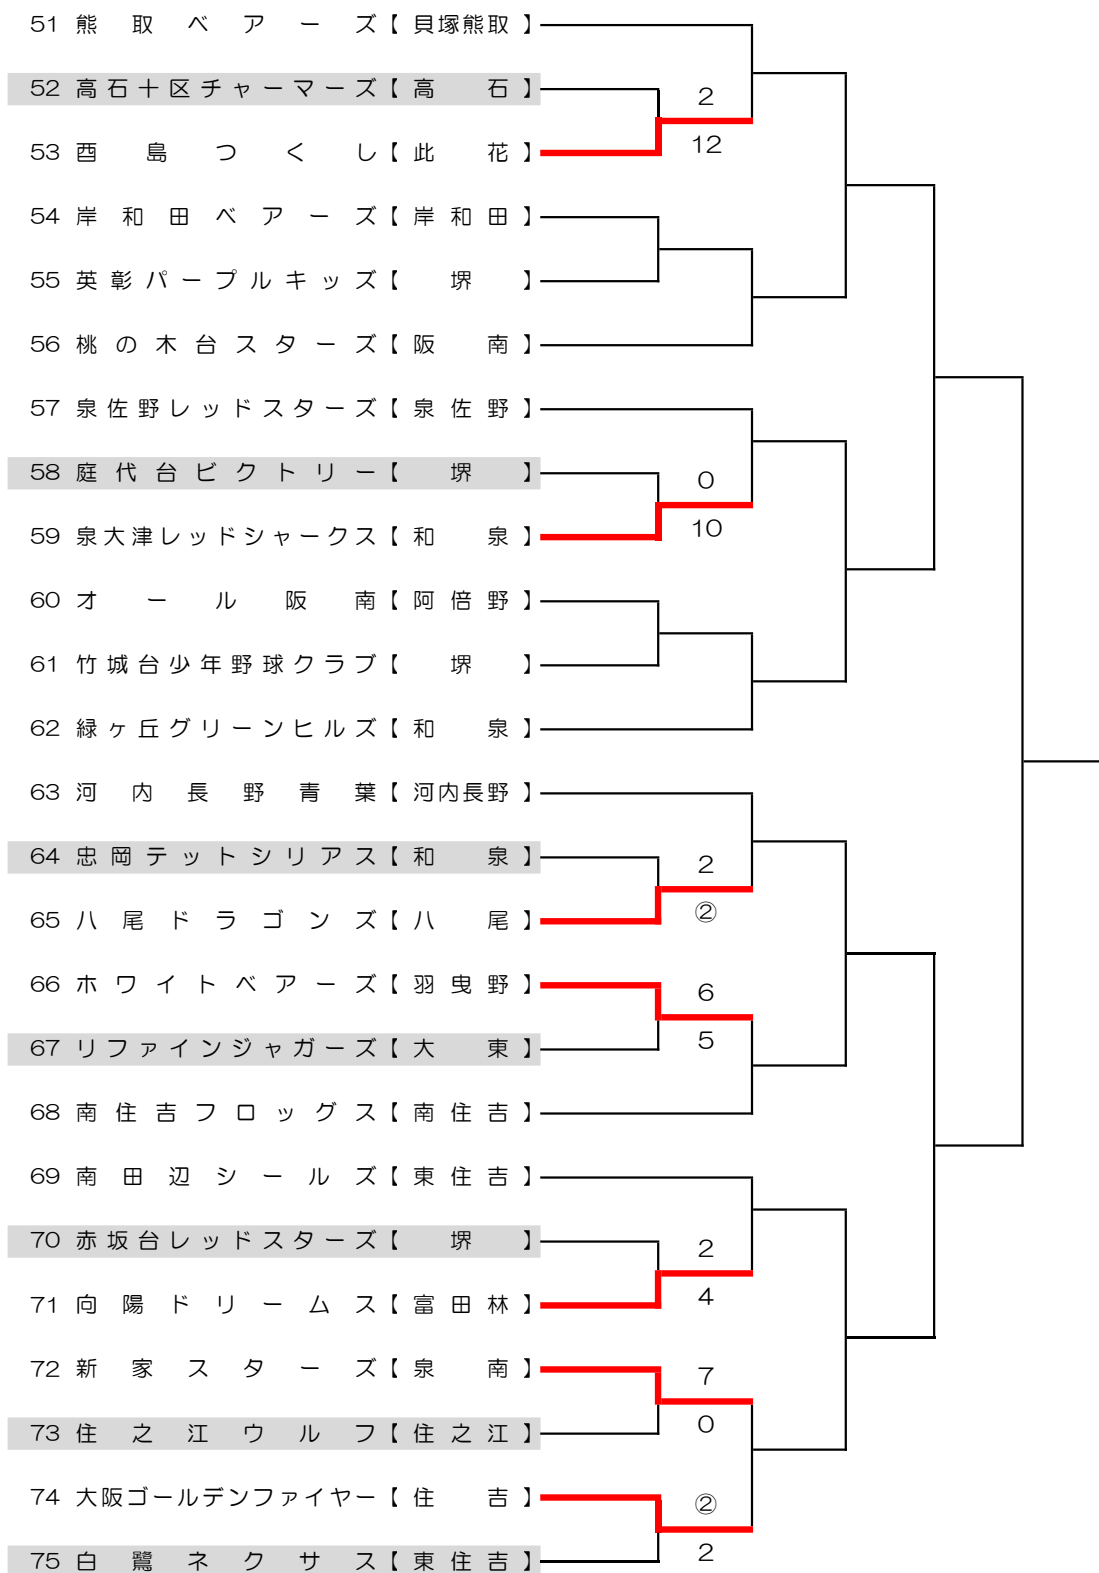 51 熊取ベアーズ【貝塚熊取】
52 高石十区チャーマーズ【高石】
2
53 酉島つくし【此花】
12
54 岸和田ベアーズ【岸和田】
55 英彰パープルキッズ【堺】
56 桃の木台スターズ【阪南】
57 泉佐野レッドスターズ【泉佐野】
58 庭代台ビクトリー【堺】
0
59 泉大津レッドシャークス【和泉】
10
60 オール阪南【阿倍野】
61 竹城台少年野球クラブ【堺】
62 緑ヶ丘グリーンヒルズ【和泉】
63 河内長野青葉【河内長野】
64 忠岡テットシリアス【和泉】
2
65 八尾ドラゴンズ【八尾】
②
66 ホワイトベアーズ【羽曳野】
6
67 リファインジャガーズ【大東】
5
68 南住吉フロッグス【南住吉】
69 南田辺シールズ【東住吉】
70 赤坂台レッドスターズ【堺】
2
71 向陽ドリームス【富田林】
4
72 新家スターズ【泉南】
7
73 住之江ウルフ【住之江】
0
74 大阪ゴールデンファイヤー【住吉】
②
75 白鷺ネクサス【東住吉】
2